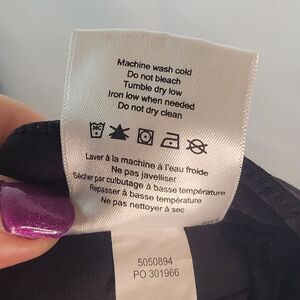 Machine wash cold
Do not bleach
Tumble dry low
Iron low when needed
Do not dry clean
Laver à la machine à l'eau froide
Ne pas javelliser
Sécher par culbutage à basse température
Repasser à basse température
Ne pas nettoyer à sec
5050894
PO 301966